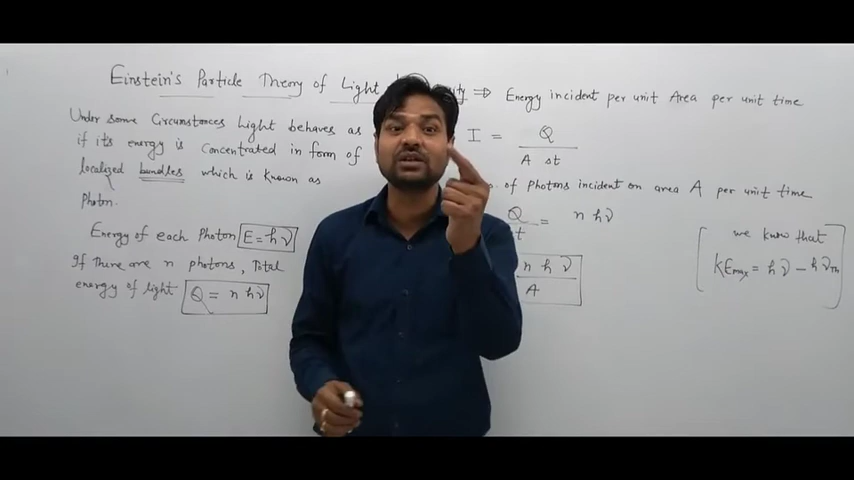 Einstein's Particle Theory of Light
Under some Circumstances Light behaves as
if it's energy is concentrated in form of
localized bundles which is known as
Photon.
Energy of each Photon E = hν
If There are n photons, Total
energy of light Q = n h ν
⇒ Energy incident per unit Area per unit time
I = Q / A Δt
of Photons incident on area A per unit time
Q / t = n h ν
n h ν / A
we know that
KEmax = hν - hνTh